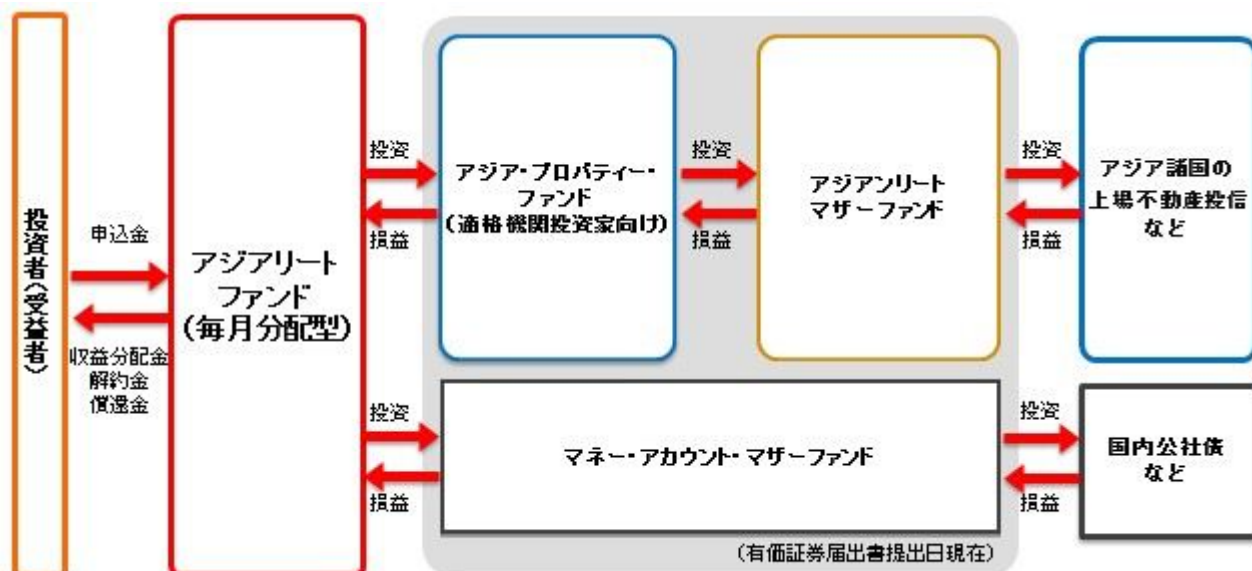 投資者(受益者)
申込金
収益分配金
解約金
償還金
アジアリート
ファンド
(毎月分配型)
投資
損益
アジア・プロパティー・
ファンド
(適格機関投資家向け)
投資
損益
アジアンリート
マザーファンド
投資
損益
アジア諸国の
上場不動産投信
など
投資
損益
マネー・アカウント・マザーファンド
投資
損益
国内公社債
など
(有価証券届出書提出日現在)